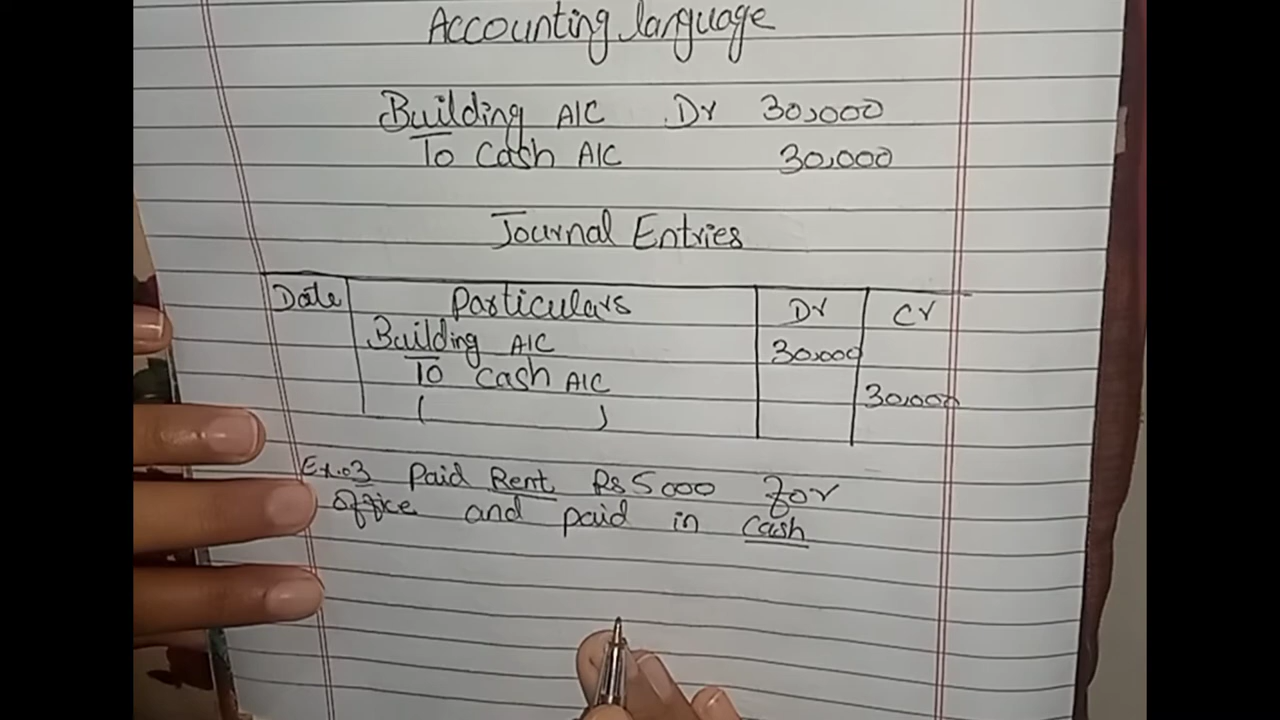 Accounting language
Building A/C Dr 30,000
To Cash A/C 30,000
Journal Entries
Date Particulars Dr Cr
Building A/C 30,000
To Cash A/C 30,000
( )
Ex.03 Paid Rent Rs 5000 for
office and paid in cash